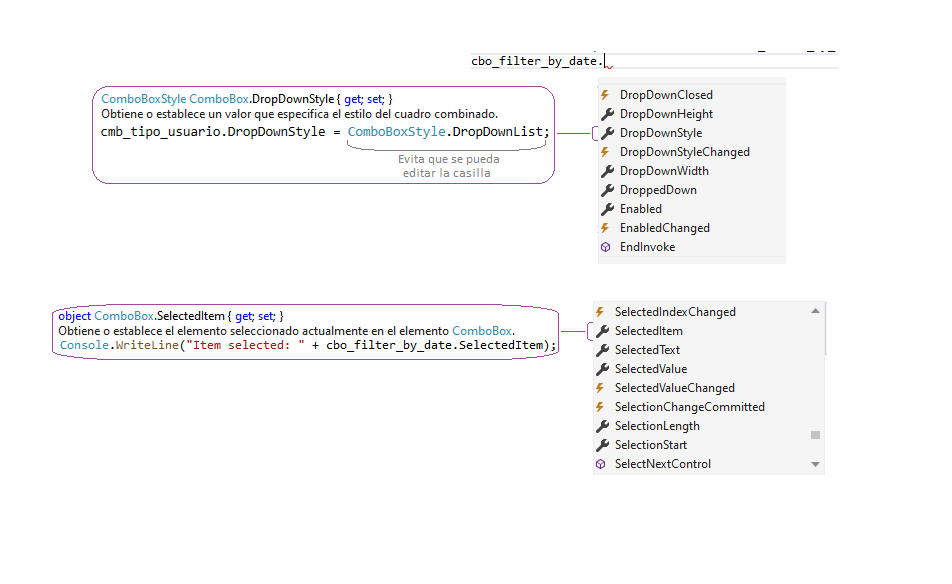 cbo_filter_by_date.
ComboBoxStyle ComboBox.DropDownStyle { get; set; }
Obtiene o establece un valor que especifica el estilo del cuadro combinado.
cmb_tipo_usuario.DropDownStyle = ComboBoxStyle.DropDownList;
Evita que se pueda
editar la casilla
DropDownClosed
DropDownHeight
DropDownStyle
DropDownStyleChanged
DropDownWidth
DroppedDown
Enabled
EnabledChanged
EndInvoke
object ComboBox.SelectedItem { get; set; }
Obtiene o establece el elemento seleccionado actualmente en el elemento ComboBox.
Console.WriteLine("Item selected: " + cbo_filter_by_date.SelectedItem);
SelectedIndexChanged
SelectedItem
SelectedText
SelectedValue
SelectedValueChanged
SelectionChangeCommitted
SelectionLength
SelectionStart
SelectNextControl